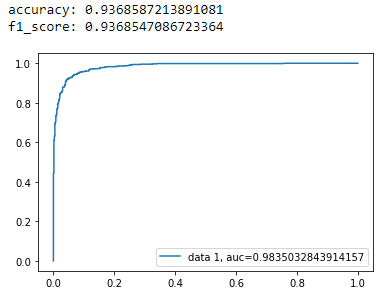 accuracy: 0.9368587213891081
f1_score: 0.9368547086723364
1.0
0.8
0.6
0.4
0.2
0.0
data 1, auc=0.9835032843914157
0.0 0.2 0.4 0.6 0.8 1.0